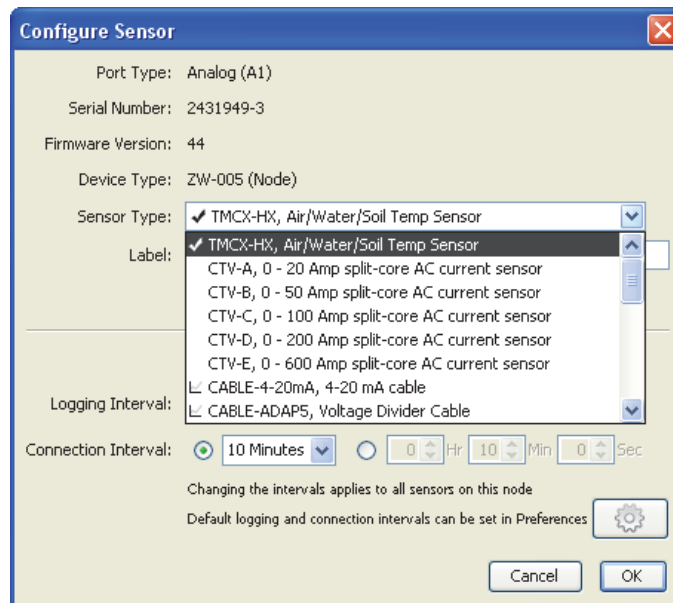 Configure Sensor
Port Type: Analog (A1)
Serial Number: 2431949-3
Firmware Version: 44
Device Type: ZW-005 (Node)
Sensor Type: TMCX-HX, Air/Water/Soil Temp Sensor
TMCX-HX, Air/Water/Soil Temp Sensor
Label:
CTV-A, 0 - 20 Amp split-core AC current sensor
CTV-B, 0 - 50 Amp split-core AC current sensor
CTV-C, 0 - 100 Amp split-core AC current sensor
CTV-D, 0 - 200 Amp split-core AC current sensor
CTV-E, 0 - 600 Amp split-core AC current sensor
CABLE-4-20mA, 4-20 mA cable
Logging Interval:
CABLE-ADAP5, Voltage Divider Cable
Connection Interval: 10 Minutes 0 Hr 10 Min 0 Sec
Changing the intervals applies to all sensors on this node
Default logging and connection intervals can be set in Preferences
Cancel OK